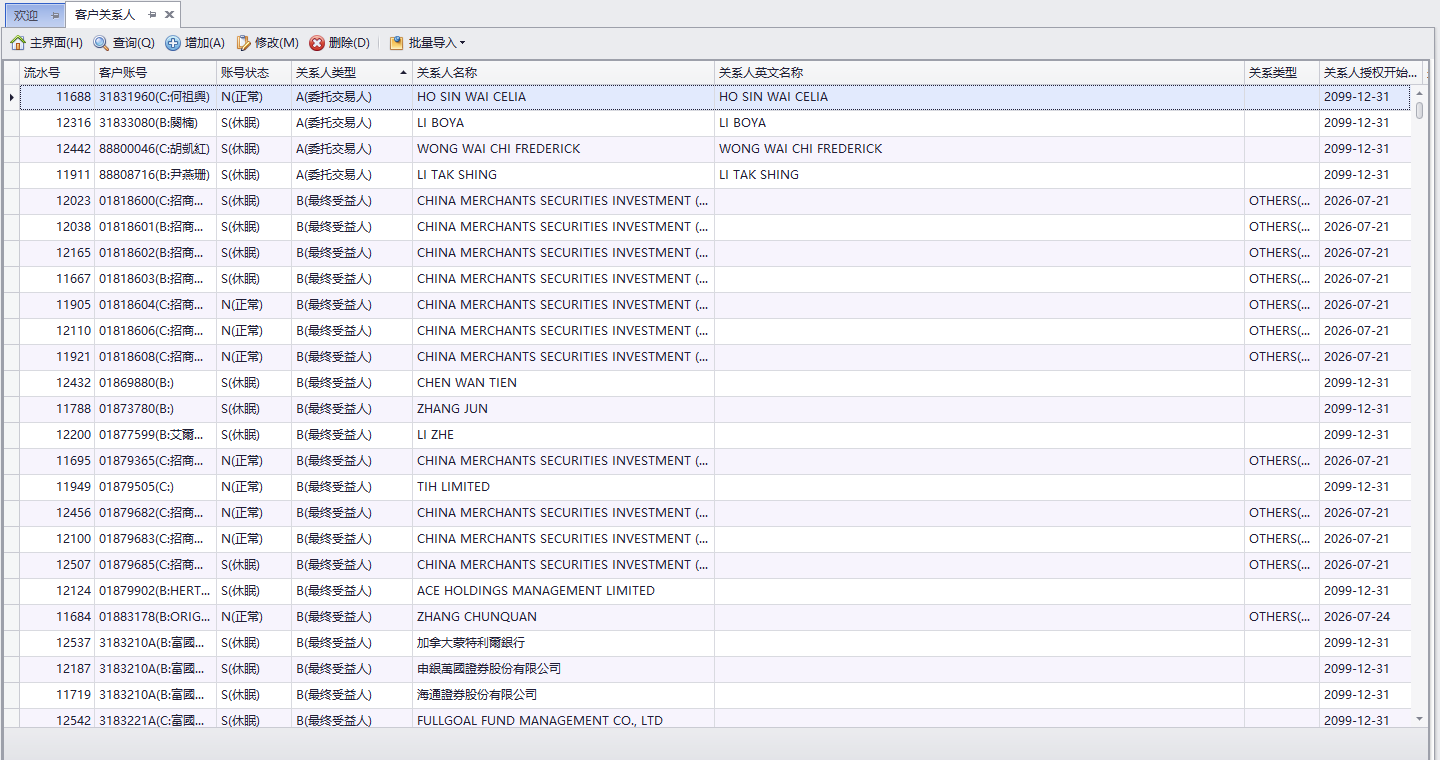 欢迎 客户关系人
主界面(H) 查询(Q) 增加(A) 修改(M) 删除(D) 批量导入
流水号 客户账号 账号状态 关系人类型 关系人名称 关系人英文名称 关系类型 关系人授权开始...
11688 31831960(C:何祖興) N(正常) A(委托交易人) HO SIN WAI CELIA HO SIN WAI CELIA 2099-12-31
12316 31833080(B:闋楠) S(休眠) A(委托交易人) LI BOYA LI BOYA 2099-12-31
12442 88800046(C:胡凱紅) S(休眠) A(委托交易人) WONG WAI CHI FREDERICK WONG WAI CHI FREDERICK 2099-12-31
11911 88808716(B:尹燕珊) S(休眠) A(委托交易人) LI TAK SHING LI TAK SHING 2099-12-31
12023 01818600(C:招商... S(休眠) B(最终受益人) CHINA MERCHANTS SECURITIES INVESTMENT (... OTHERS(... 2026-07-21
12038 01818601(B:招商... S(休眠) B(最终受益人) CHINA MERCHANTS SECURITIES INVESTMENT (... OTHERS(... 2026-07-21
12165 01818602(B:招商... S(休眠) B(最终受益人) CHINA MERCHANTS SECURITIES INVESTMENT (... OTHERS(... 2026-07-21
11667 01818603(B:招商... S(休眠) B(最终受益人) CHINA MERCHANTS SECURITIES INVESTMENT (... OTHERS(... 2026-07-21
11905 01818604(C:招商... N(正常) B(最终受益人) CHINA MERCHANTS SECURITIES INVESTMENT (... OTHERS(... 2026-07-21
12110 01818606(C:招商... N(正常) B(最终受益人) CHINA MERCHANTS SECURITIES INVESTMENT (... OTHERS(... 2026-07-21
11921 01818608(C:招商... N(正常) B(最终受益人) CHINA MERCHANTS SECURITIES INVESTMENT (... OTHERS(... 2026-07-21
12432 01869880(B:) S(休眠) B(最终受益人) CHEN WAN TIEN 2099-12-31
11788 01873780(B:) S(休眠) B(最终受益人) ZHANG JUN 2099-12-31
12200 01877599(B:艾爾... S(休眠) B(最终受益人) LI ZHE 2099-12-31
11695 01879365(C:招商... N(正常) B(最终受益人) CHINA MERCHANTS SECURITIES INVESTMENT (... OTHERS(... 2026-07-21
11949 01879505(C:) N(正常) B(最终受益人) TIH LIMITED 2099-12-31
12456 01879682(C:招商... N(正常) B(最终受益人) CHINA MERCHANTS SECURITIES INVESTMENT (... OTHERS(... 2026-07-21
12100 01879683(C:招商... N(正常) B(最终受益人) CHINA MERCHANTS SECURITIES INVESTMENT (... OTHERS(... 2026-07-21
12507 01879685(C:招商... S(休眠) B(最终受益人) CHINA MERCHANTS SECURITIES INVESTMENT (... OTHERS(... 2026-07-21
12124 01879902(B:HERT... S(休眠) B(最终受益人) ACE HOLDINGS MANAGEMENT LIMITED 2099-12-31
11684 01883178(B:ORIG... N(正常) B(最终受益人) ZHANG CHUNQUAN OTHERS(... 2026-07-24
12537 3183210A(B:富國... S(休眠) B(最终受益人) 加拿大蒙特利爾銀行 2099-12-31
12187 3183210A(B:富國... S(休眠) B(最终受益人) 申銀萬國證券股份有限公司 2099-12-31
11719 3183210A(B:富國... S(休眠) B(最终受益人) 海通證券股份有限公司 2099-12-31
12542 3183221A(C:富國... S(休眠) B(最终受益人) FULLGOAL FUND MANAGEMENT CO., LTD 2099-12-31